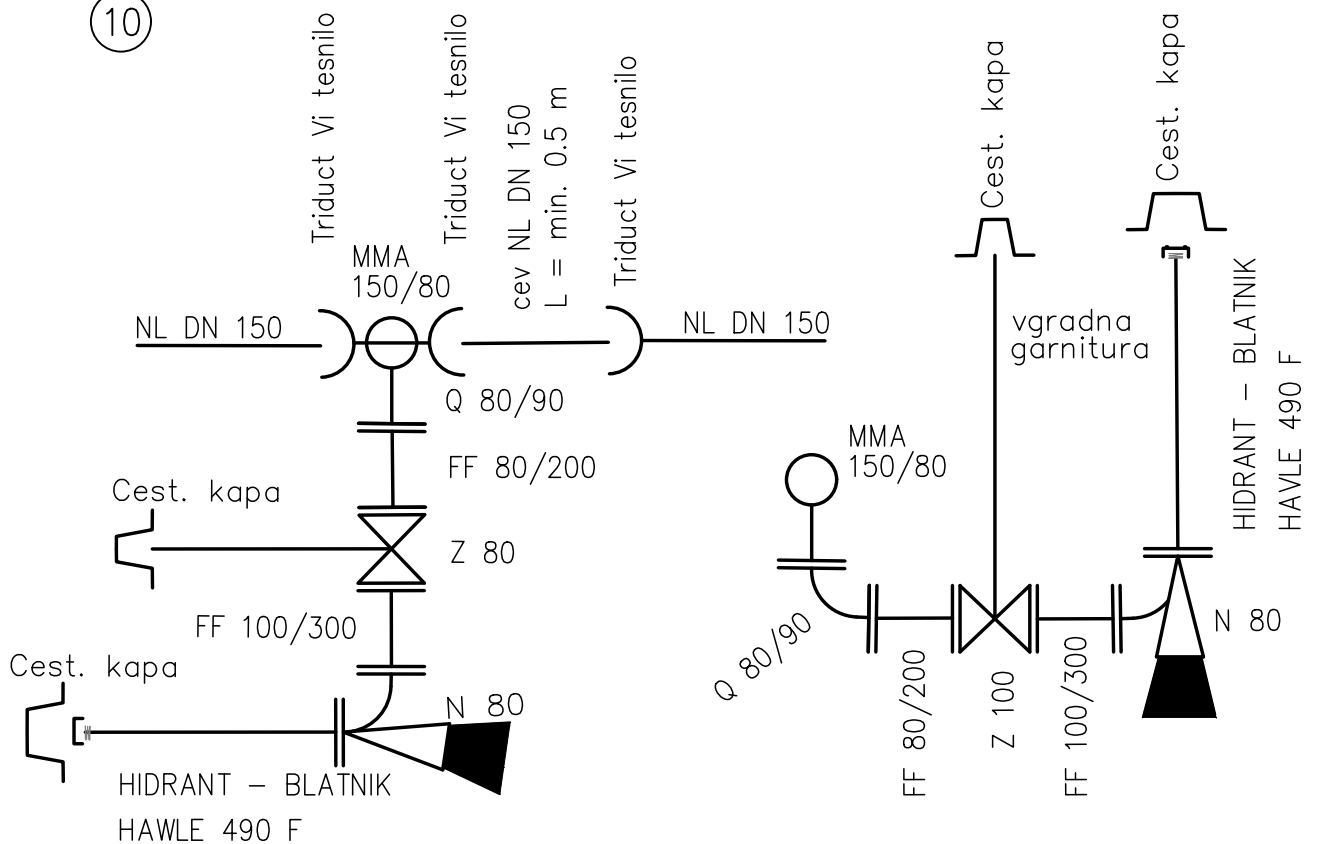 10
Triduct Vi tesnilo
Triduct Vi tesnilo
cev NL DN 150
L = min. 0.5 m
Triduct Vi tesnilo
MMA
150/80
NL DN 150
NL DN 150
Q 80/90
FF 80/200
Cest. kapa
Z 80
FF 100/300
Cest. kapa
N 80
HIDRANT – BLATNIK
HAWLE 490 F
Cest. kapa
Cest. kapa
vgradna
garnitura
HIDRANT – BLATNIK
HAVLE 490 F
MMA
150/80
Q 80/90
FF 80/200
Z 100
FF 100/300
N 80